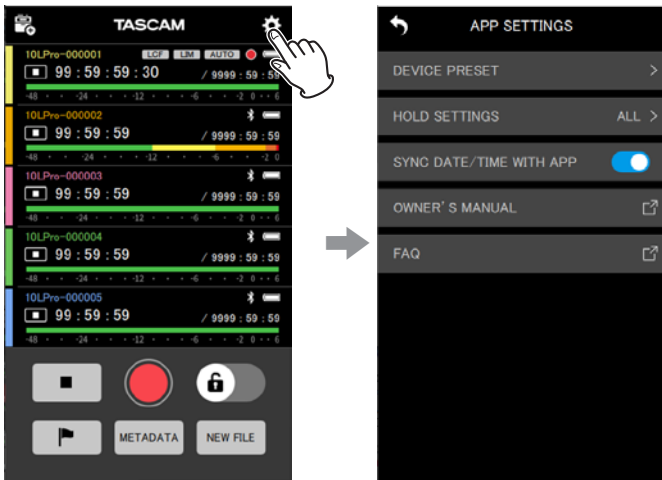 TASCAM
10LPro-000001 LCF LIM AUTO
99:59:59:30 / 9999:59:59
-48 -24 -12 -6 -2 0 6
10LPro-000002
99:59:59 / 9999:59:59
-48 -24 -12 -6 -2 0
10LPro-000003
99:59:59 / 9999:59:59
-48 -24 -12 -6 -2 0 6
10LPro-000004
99:59:59 / 9999:59:59
-48 -24 -12 -6 -2 0 6
10LPro-000005
99:59:59 / 9999:59:59
-48 -24 -12 -6 -2 0 6
METADATA NEW FILE
APP SETTINGS
DEVICE PRESET >
HOLD SETTINGS ALL >
SYNC DATE/TIME WITH APP
OWNER'S MANUAL
FAQ